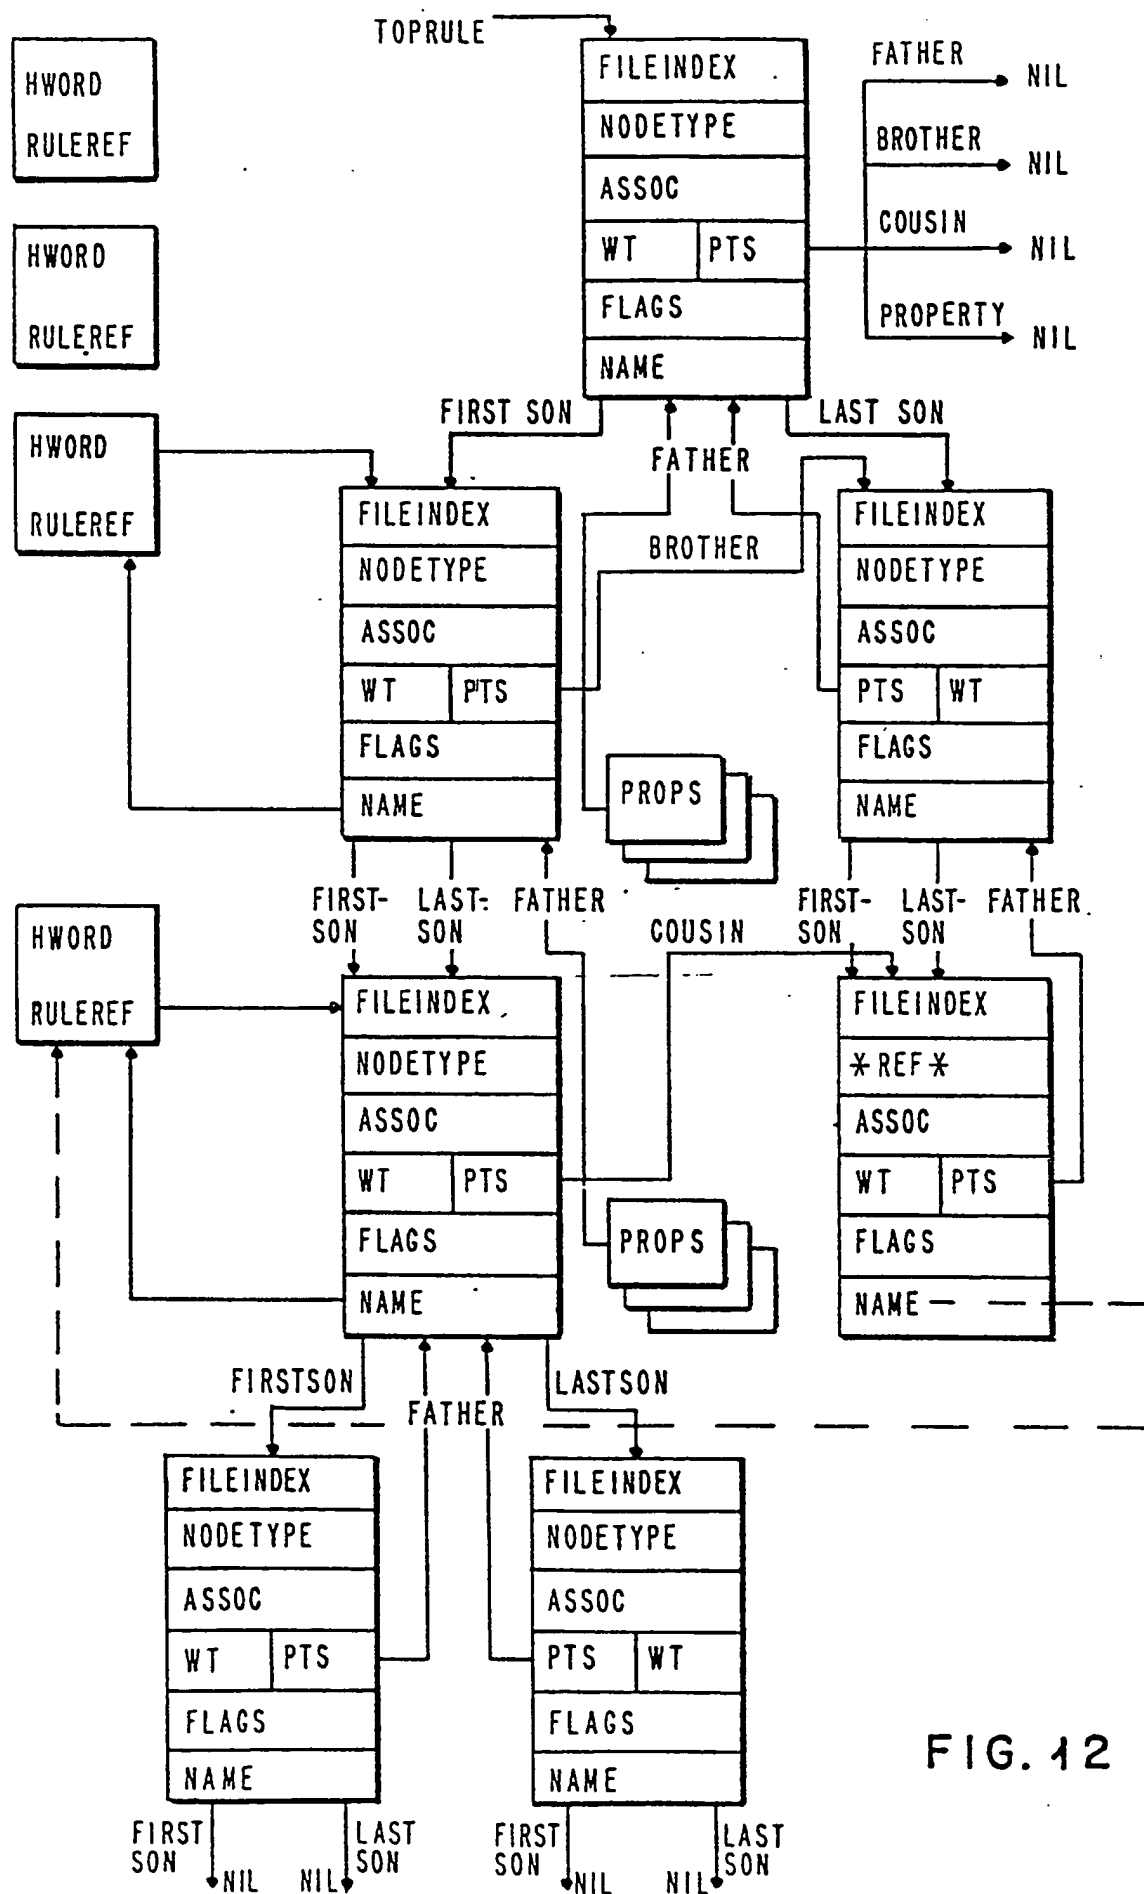 TOPRULE
HWORD
RULEREF
FILEINDEX
NODETYPE
ASSOC
WT PTS
FLAGS
NAME
FATHER NIL
BROTHER NIL
COUSIN NIL
PROPERTY NIL
HWORD
RULEREF
FIRST SON
FATHER
LAST SON
BROTHER
HWORD
RULEREF
FILEINDEX
NODETYPE
ASSOC
WT PTS
FLAGS
NAME
PROPS
FILEINDEX
NODETYPE
ASSOC
PTS WT
FLAGS
NAME
FIRST-
SON
LAST-
SON
FATHER
COUSIN
FIRST-
SON
LAST-
SON
FATHER
HWORD
RULEREF
FILEINDEX
NODETYPE
ASSOC
WT PTS
FLAGS
NAME
PROPS
FILEINDEX
*REF*
ASSOC
WT PTS
FLAGS
NAME
FIRSTSON
FATHER
LASTSON
FILEINDEX
NODETYPE
ASSOC
WT PTS
FLAGS
NAME
FILEINDEX
NODETYPE
ASSOC
PTS WT
FLAGS
NAME
FIRST
SON
NIL
LAST
SON
NIL
FIRST
SON
NIL
LAST
SON
NIL
FIG. 12